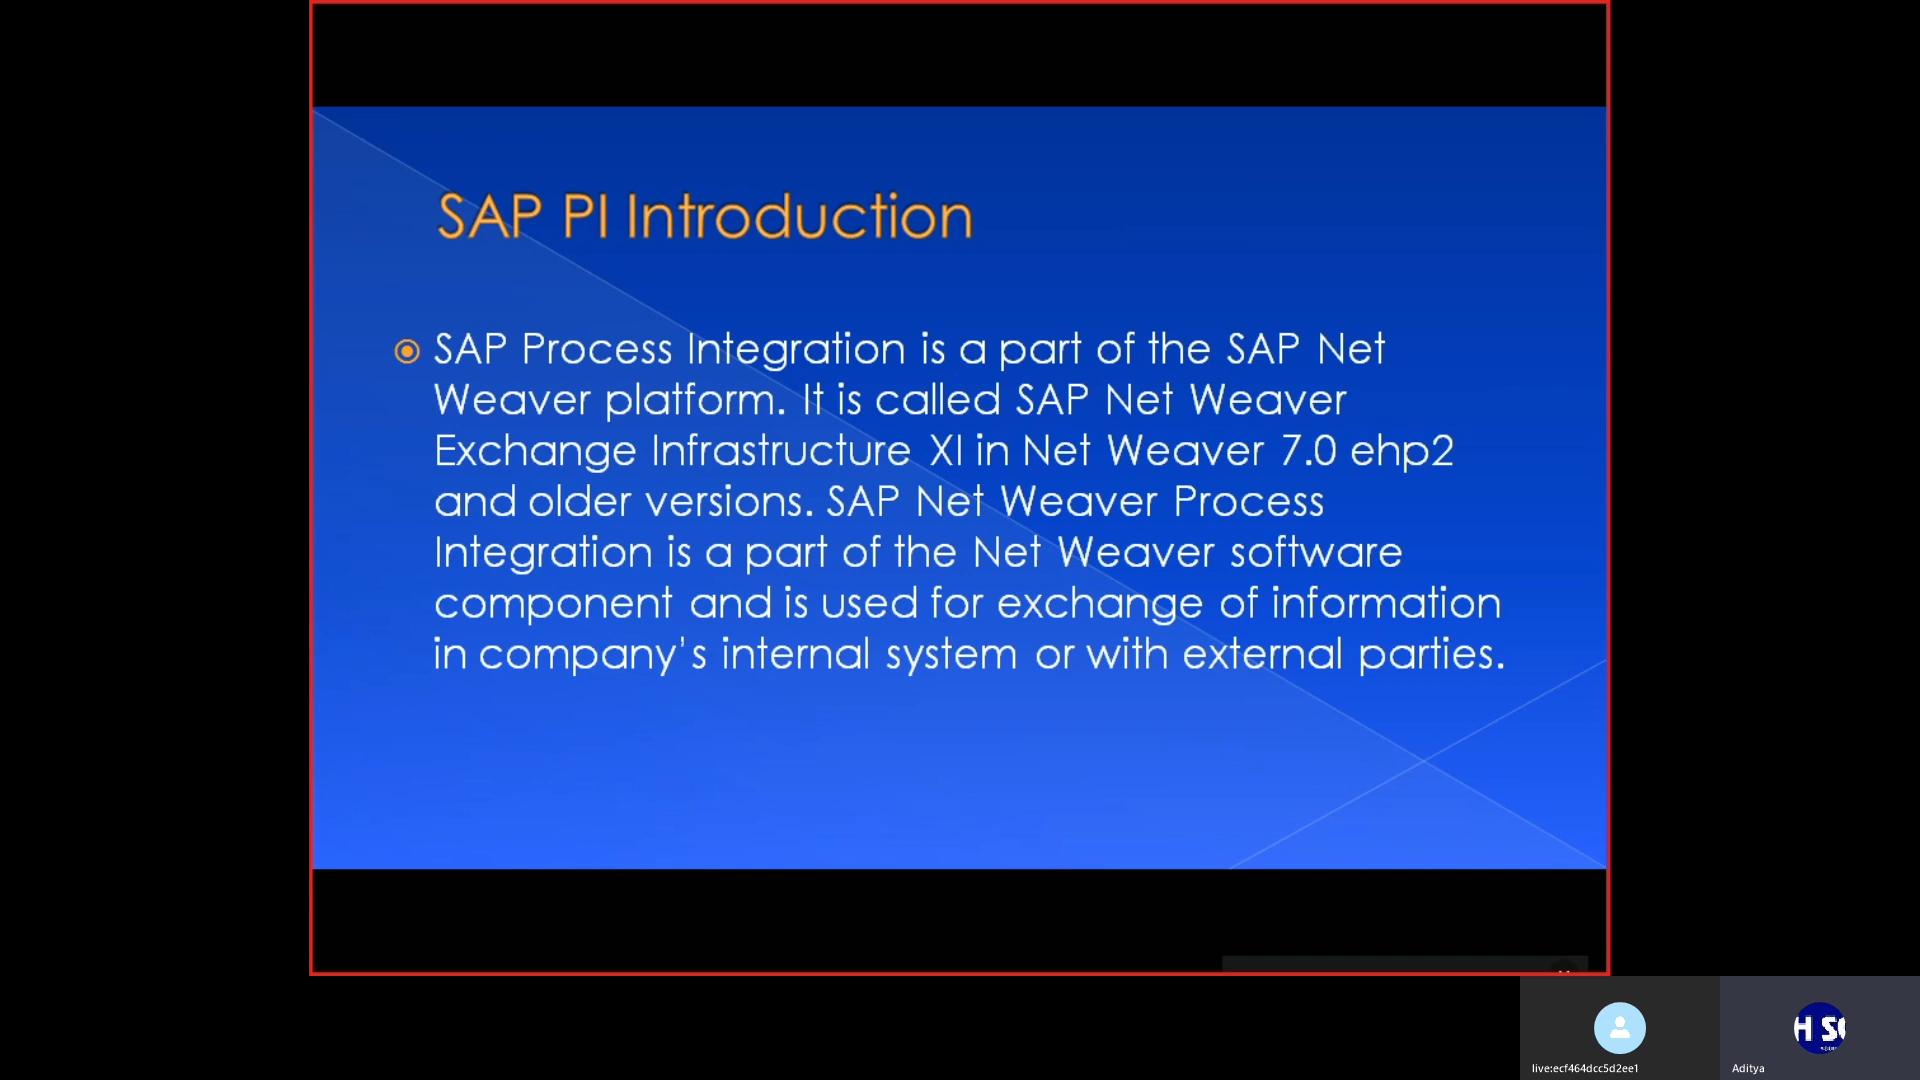 SAP PI Introduction
SAP Process Integration is a part of the SAP Net
Weaver platform. It is called SAP Net Weaver
Exchange Infrastructure XI in Net Weaver 7.0 ehp2
and older versions. SAP Net Weaver Process
Integration is a part of the Net Weaver software
component and is used for exchange of information
in company's internal system or with external parties.
H S
live:ecf464dcc5d2ee1
Aditya